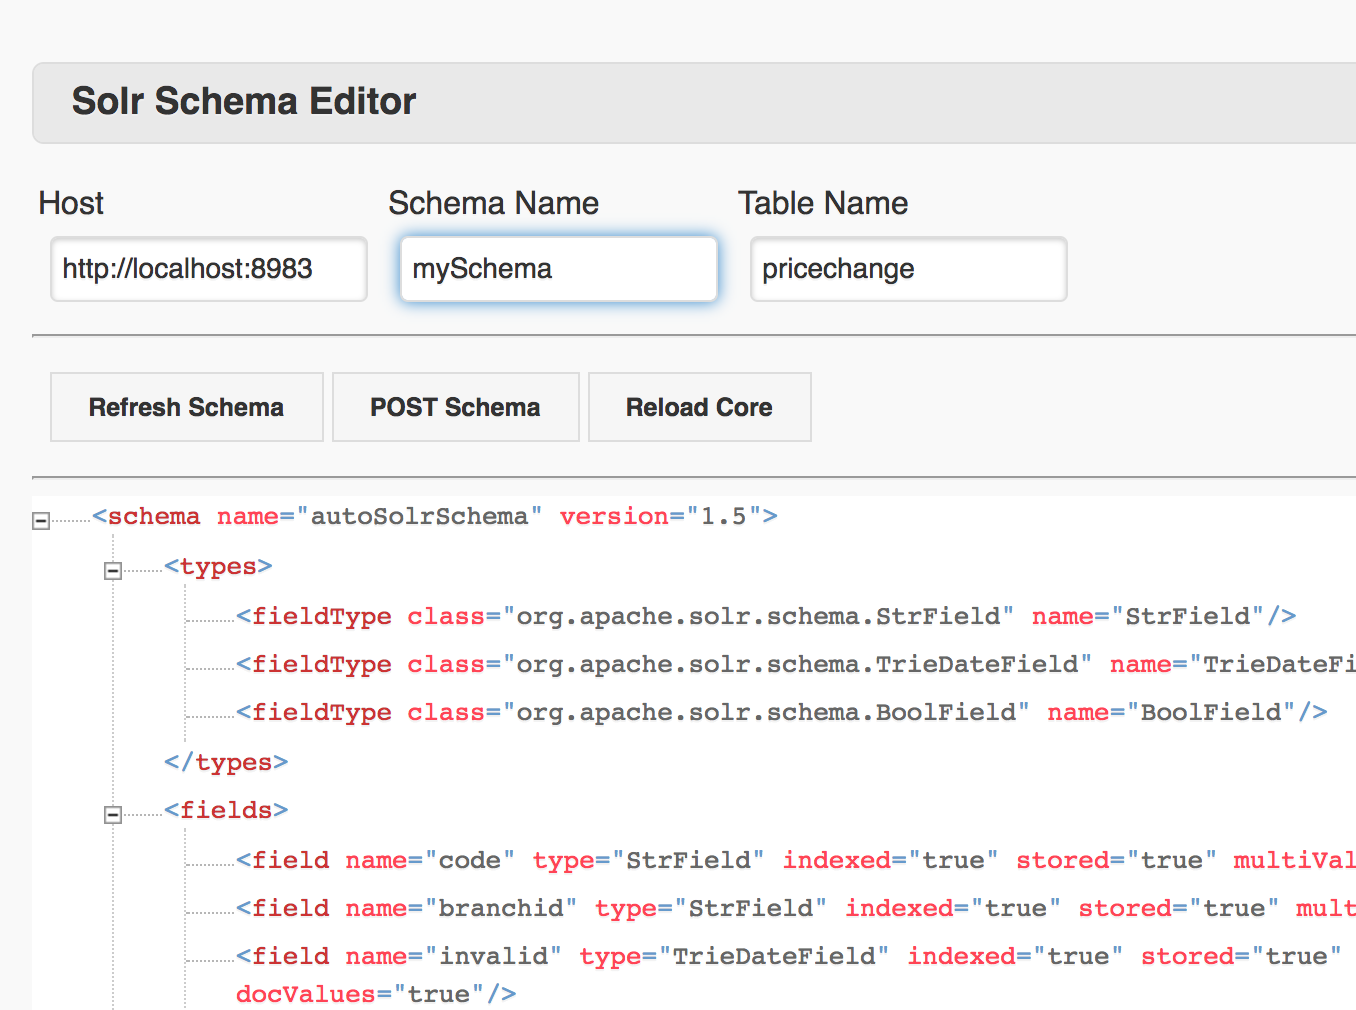 Solr Schema Editor
Host Schema Name Table Name
http://localhost:8983 mySchema pricechange
Refresh Schema POST Schema Reload Core
<schema name="autoSolrSchema" version="1.5">
<types>
<fieldType class="org.apache.solr.schema.StrField" name="StrField"/>
<fieldType class="org.apache.solr.schema.TrieDateField" name="TrieDateFi
<fieldType class="org.apache.solr.schema.BoolField" name="BoolField"/>
</types>
<fields>
<field name="code" type="StrField" indexed="true" stored="true" multiVal
<field name="branchid" type="StrField" indexed="true" stored="true" mult
<field name="invalid" type="TrieDateField" indexed="true" stored="true"
docValues="true"/>